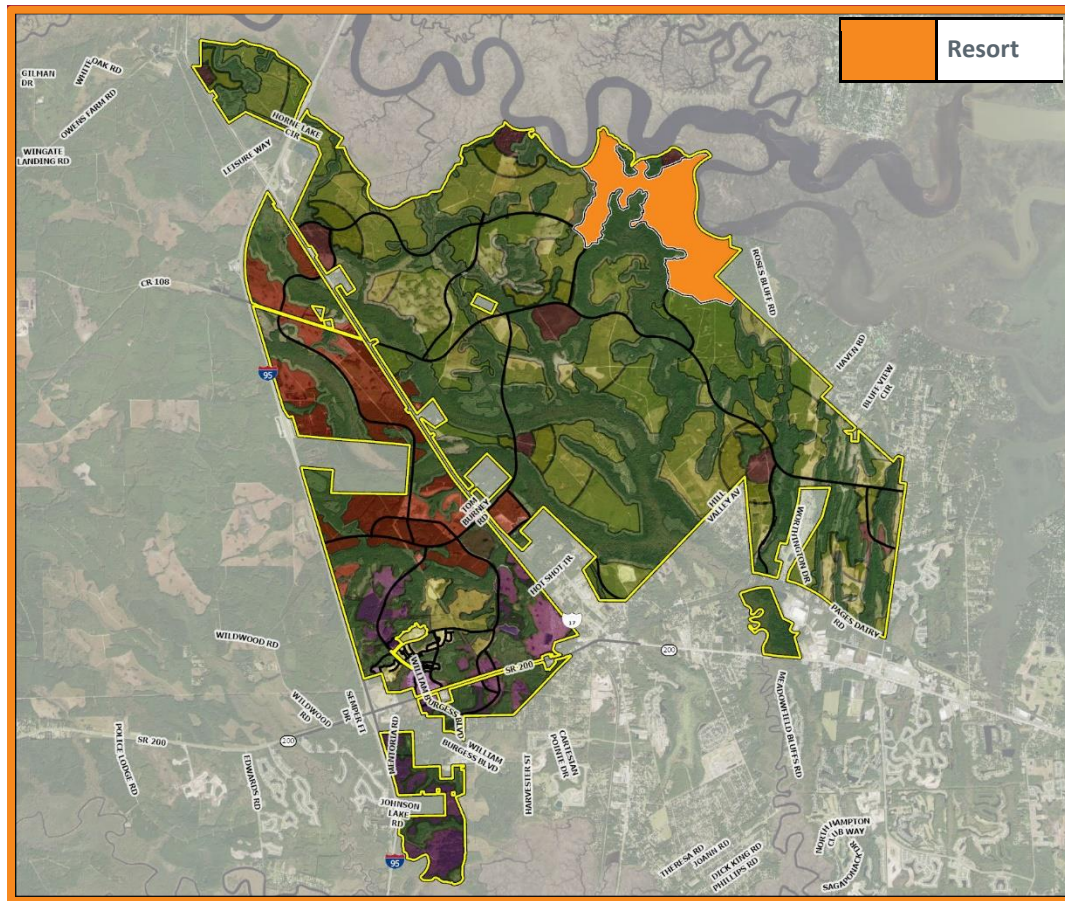 Resort
GILMAN
DR
WHITE
OAK RD
OWENS FARM RD
WINGATE
LANDING RD
HORNE LAKE
CIR
LEISURE WAY
CR 108
95
ROSES BLUFF RD
HAVEN RD
BLUFF VIEW
CIR
TOM
BURNEY
RD
HILL
VALLEY AV
WORTHINGTON DR
HOT SHOT TR
17
PAGES DAIRY
RD
WILDWOOD RD
200
SR 200
WILLIAM BURGESS BLVD
SEMPER FI
DR
WILDWOOD
RD
200
SR 200
POLICE LODGE RD
EDWARDS RD
MENTORIA RD
WILLIAM
BURGESS BLVD
HARVESTER ST
CARTESIAN
POINTE DR
MEADOWFIELD BLUFFS RD
JOHNSON
LAKE
RD
95
THERESA RD
JOANN RD
DICK KING RD
PHILLIPS RD
NORTH HAMPTON
CLUB WAY
SAGAPONACK